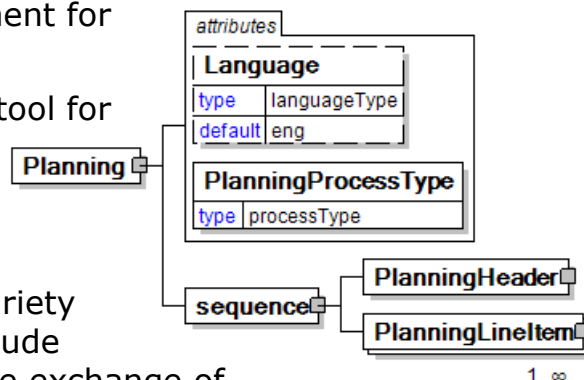 nent for
tool for
riety
ude
e exchange of
attributes
Language
type languageType
default eng
Planning
PlanningProcessType
type processType
sequence
PlanningHeader
PlanningLineItem
1 ∞